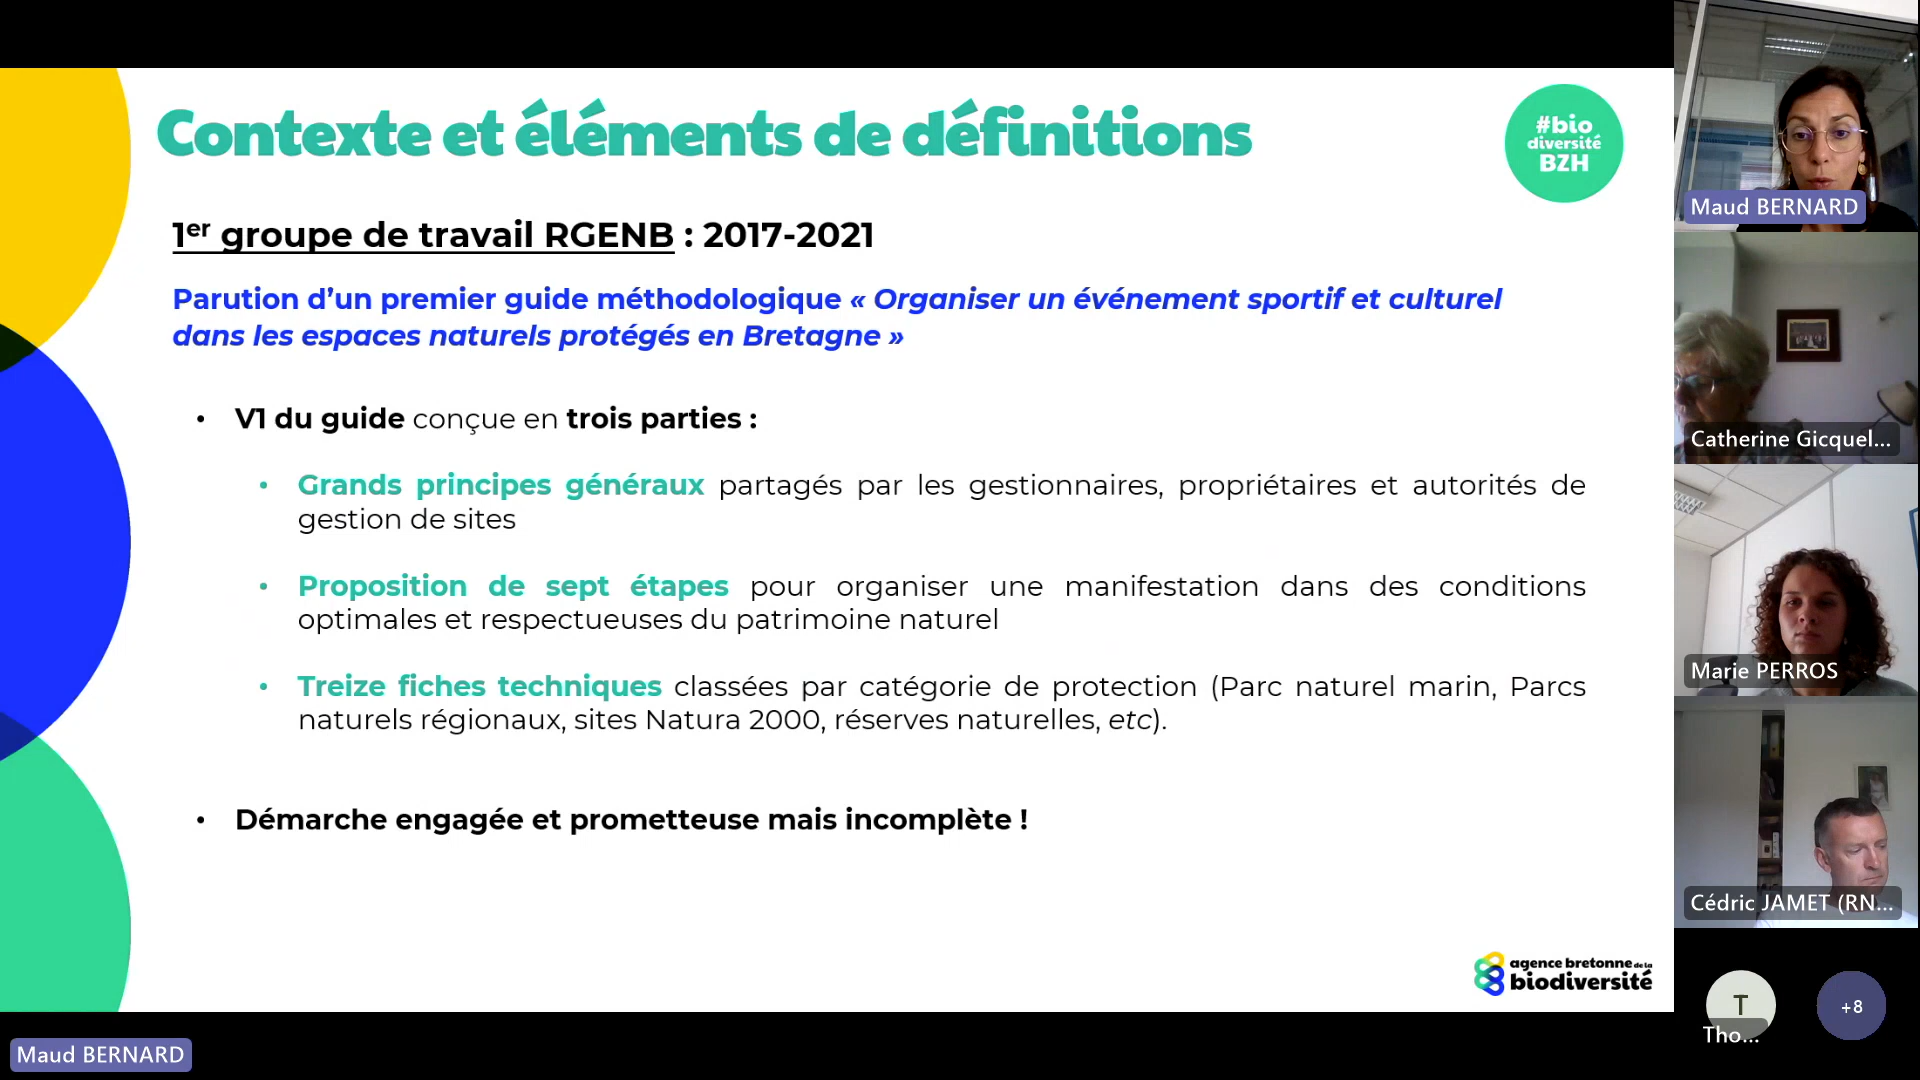 Contexte et éléments de définitions
#bio
diversité
BZH
1er groupe de travail RGENB : 2017-2021
Parution d’un premier guide méthodologique « Organiser un événement sportif et culturel
dans les espaces naturels protégés en Bretagne »
• V1 du guide conçue en trois parties :
• Grands principes généraux partagés par les gestionnaires, propriétaires et autorités de
gestion de sites
• Proposition de sept étapes pour organiser une manifestation dans des conditions
optimales et respectueuses du patrimoine naturel
• Treize fiches techniques classées par catégorie de protection (Parc naturel marin, Parcs
naturels régionaux, sites Natura 2000, réserves naturelles, etc).
• Démarche engagée et prometteuse mais incomplète !
agence bretonne de la
biodiversité
Maud BERNARD
Maud BERNARD
Catherine Gicquel...
Marie PERROS
Cédric JAMET (RN...
T
Tho...
+8